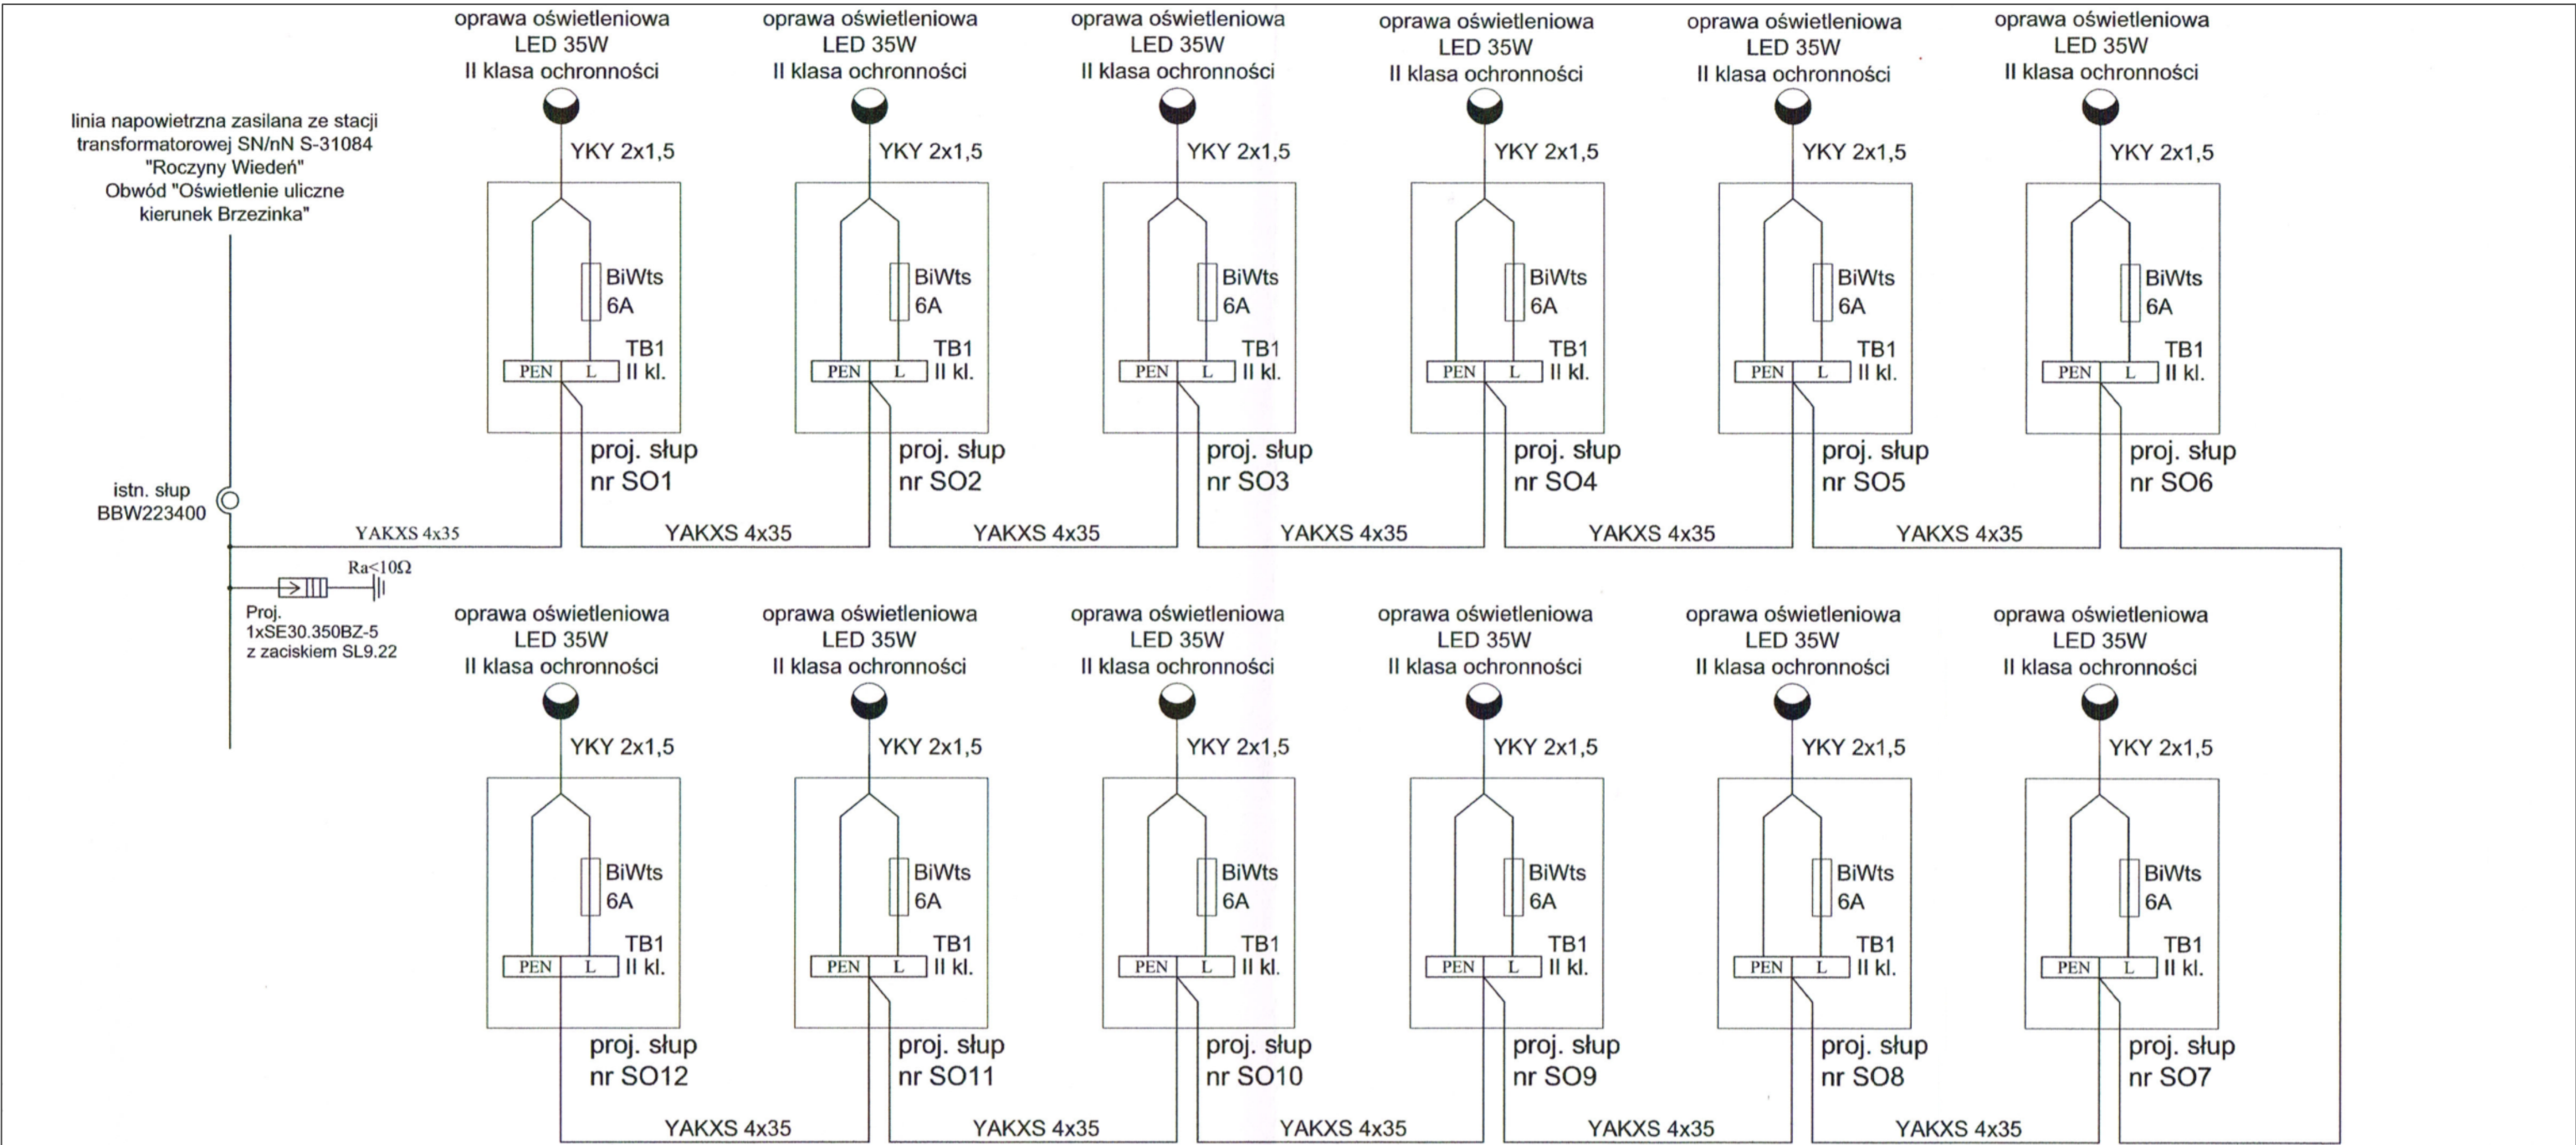 linia napowietrzna zasilana ze stacji
transformatorowej SN/nN S-31084
"Roczyny Wiedeń"
Obwód "Oświetlenie uliczne
kierunek Brzezinka"
istn. słup
BBW223400
YAKXS 4x35
Ra<10Ω
Proj.
1xSE30.350BZ-5
z zaciskiem SL9.22
oprawa oświetleniowa
LED 35W
II klasa ochronności
YKY 2x1,5
BiWts
6A
TB1
PEN L II kl.
proj. słup
nr SO1
YAKXS 4x35
oprawa oświetleniowa
LED 35W
II klasa ochronności
YKY 2x1,5
BiWts
6A
TB1
PEN L II kl.
proj. słup
nr SO2
YAKXS 4x35
oprawa oświetleniowa
LED 35W
II klasa ochronności
YKY 2x1,5
BiWts
6A
TB1
PEN L II kl.
proj. słup
nr SO3
YAKXS 4x35
oprawa oświetleniowa
LED 35W
II klasa ochronności
YKY 2x1,5
BiWts
6A
TB1
PEN L II kl.
proj. słup
nr SO4
YAKXS 4x35
oprawa oświetleniowa
LED 35W
II klasa ochronności
YKY 2x1,5
BiWts
6A
TB1
PEN L II kl.
proj. słup
nr SO5
YAKXS 4x35
oprawa oświetleniowa
LED 35W
II klasa ochronności
YKY 2x1,5
BiWts
6A
TB1
PEN L II kl.
proj. słup
nr SO6
oprawa oświetleniowa
LED 35W
II klasa ochronności
YKY 2x1,5
BiWts
6A
TB1
PEN L II kl.
proj. słup
nr SO12
YAKXS 4x35
oprawa oświetleniowa
LED 35W
II klasa ochronności
YKY 2x1,5
BiWts
6A
TB1
PEN L II kl.
proj. słup
nr SO11
YAKXS 4x35
oprawa oświetleniowa
LED 35W
II klasa ochronności
YKY 2x1,5
BiWts
6A
TB1
PEN L II kl.
proj. słup
nr SO10
YAKXS 4x35
oprawa oświetleniowa
LED 35W
II klasa ochronności
YKY 2x1,5
BiWts
6A
TB1
PEN L II kl.
proj. słup
nr SO9
YAKXS 4x35
oprawa oświetleniowa
LED 35W
II klasa ochronności
YKY 2x1,5
BiWts
6A
TB1
PEN L II kl.
proj. słup
nr SO8
YAKXS 4x35
oprawa oświetleniowa
LED 35W
II klasa ochronności
YKY 2x1,5
BiWts
6A
TB1
PEN L II kl.
proj. słup
nr SO7